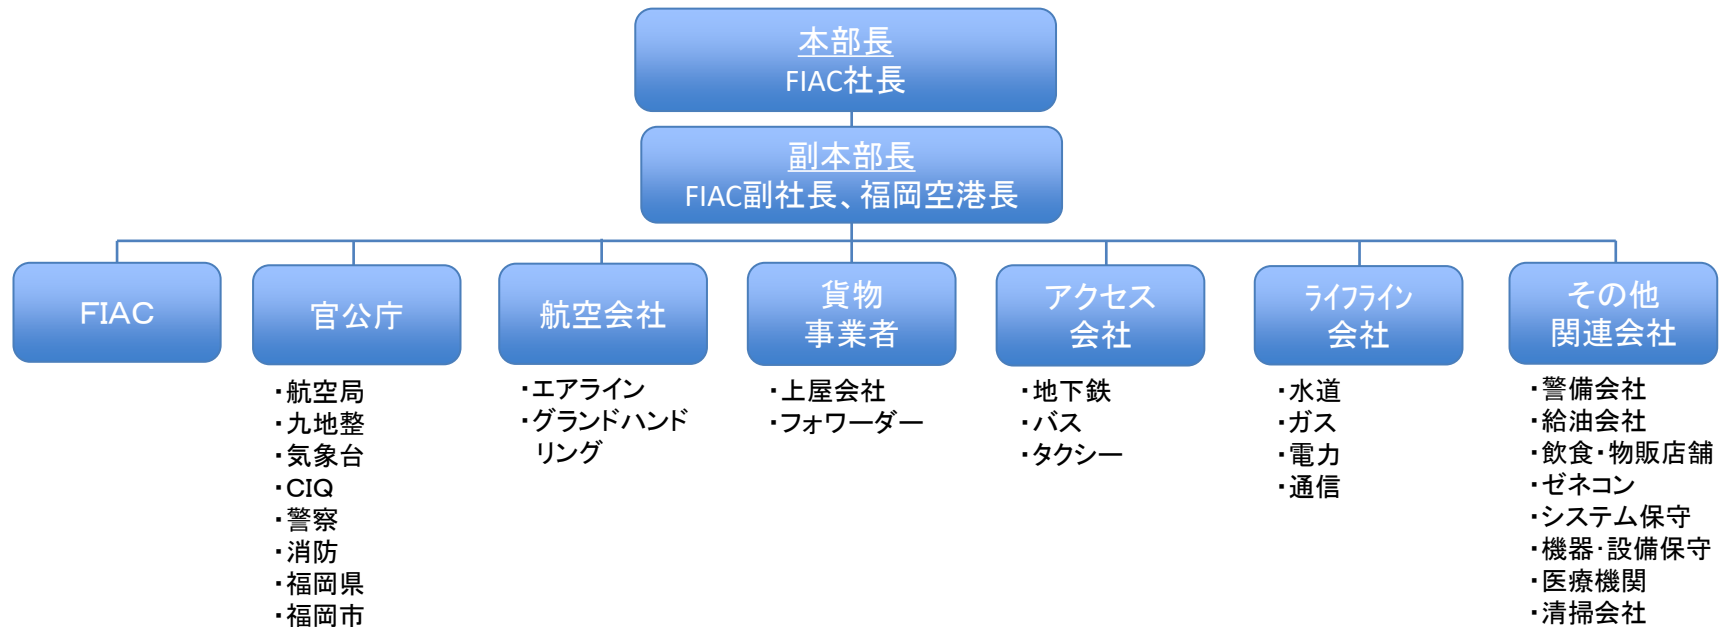 本部長
FIAC社長
副本部長
FIAC副社長、福岡空港長
FIAC
官公庁
・航空局
・九地整
・気象台
・CIQ
・警察
・消防
・福岡県
・福岡市
航空会社
・エアライン
・グランドハンド
リング
貨物
事業者
・上屋会社
・フォワーダー
アクセス
会社
・地下鉄
・バス
・タクシー
ライフライン
会社
・水道
・ガス
・電力
・通信
その他
関連会社
・警備会社
・給油会社
・飲食・物販店舗
・ゼネコン
・システム保守
・機器・設備保守
・医療機関
・清掃会社